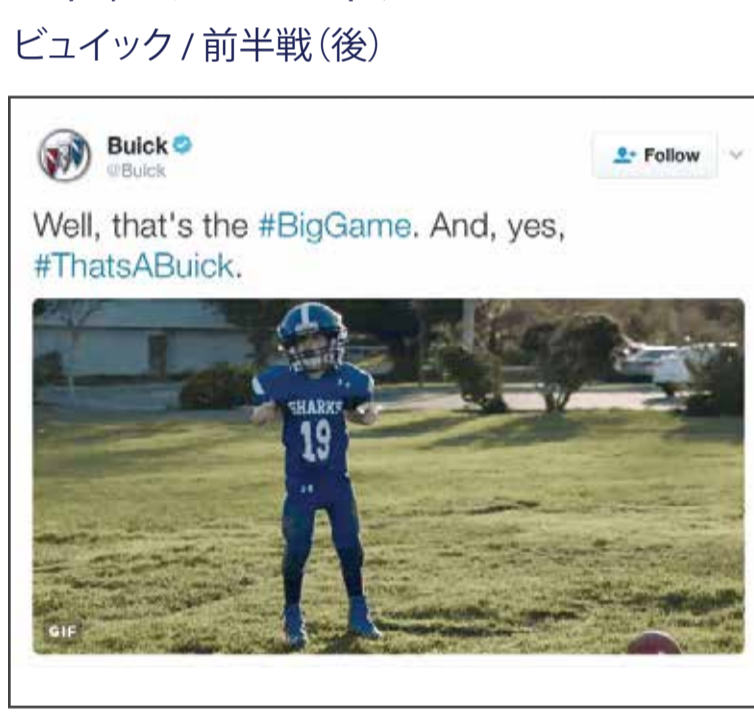 ビュイック / 前半戦（後）
Buick
@Buick
Follow
Well, that's the #BigGame. And, yes,
#ThatsABuick.
SHARKS
19
GIF